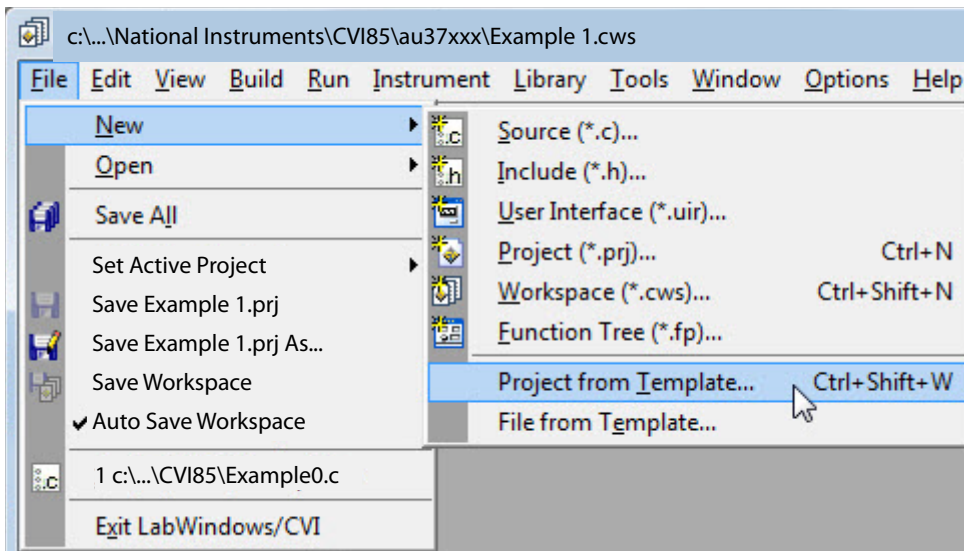 c:\...\National Instruments\CVI85\au37xxx\Example 1.cws
File Edit View Build Run Instrument Library Tools Window Options Help
New
Open
Save All
Set Active Project
Save Example 1.prj
Save Example 1.prj As...
Save Workspace
Auto Save Workspace
1 c:\...\CVI85\Example0.c
Exit LabWindows/CVI
.c Source (*.c)...
.h Include (*.h)...
User Interface (*.uir)...
Project (*.prj)... Ctrl+N
Workspace (*.cws)... Ctrl+Shift+N
Function Tree (*.fp)...
Project from Template... Ctrl+Shift+W
File from Template...
.c